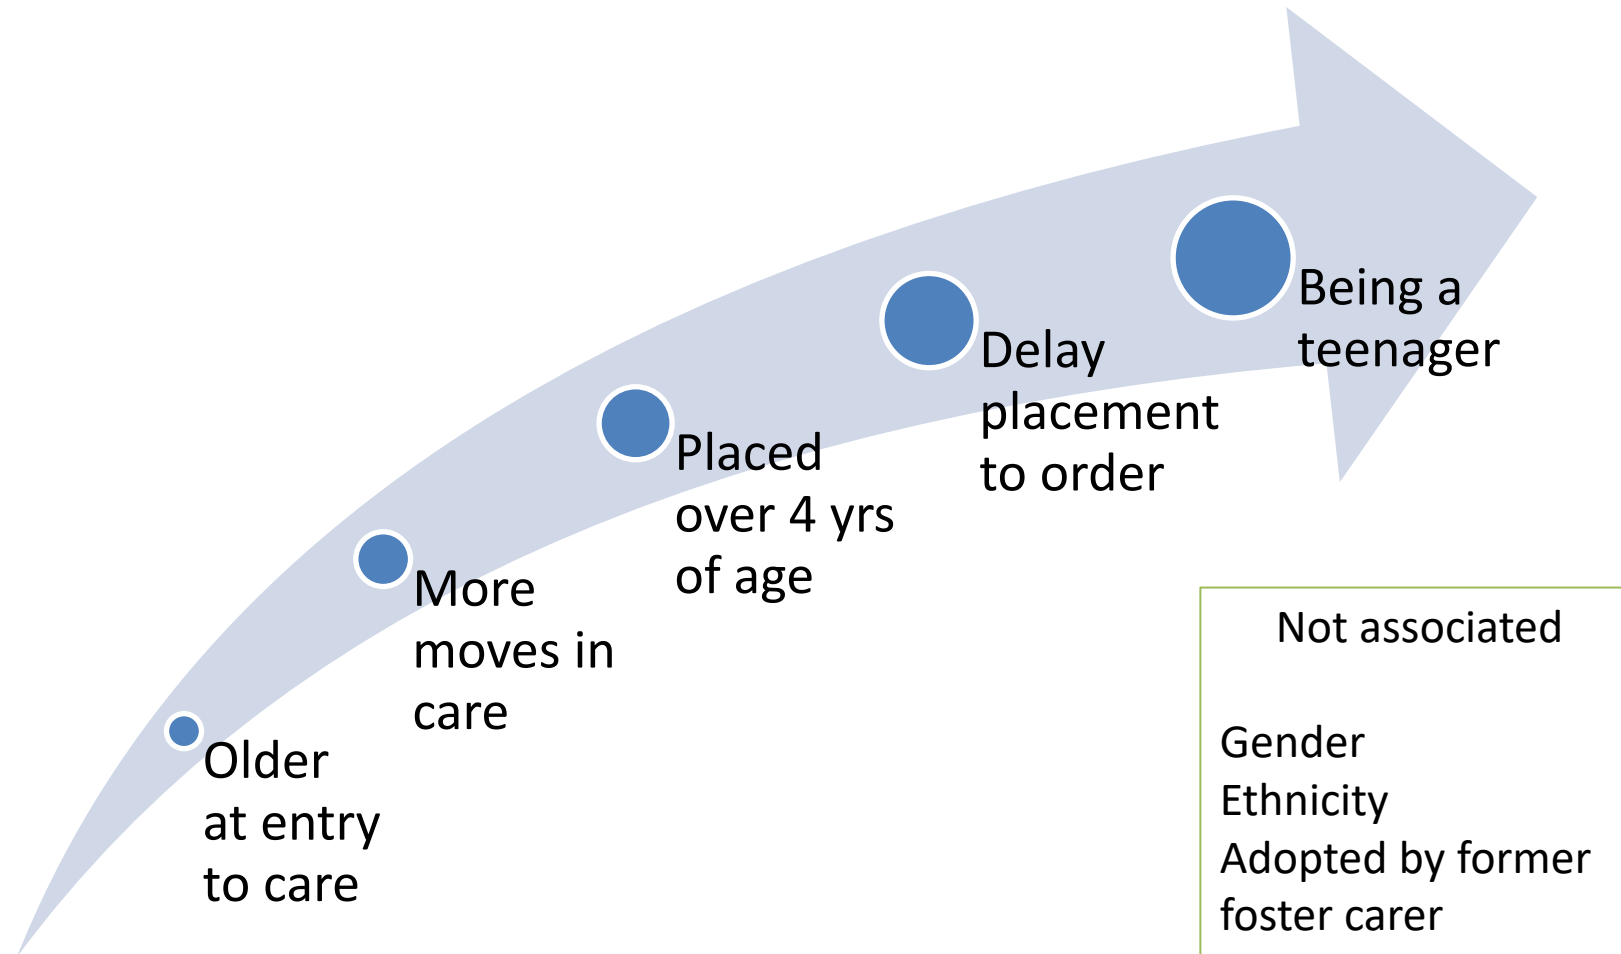 Older
at entry
to care
More
moves in
care
Placed
over 4 yrs
of age
Delay
placement
to order
Being a
teenager
Not associated
Gender
Ethnicity
Adopted by former
foster carer